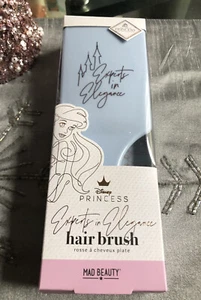 Experts
in
Elegance
Disney
PRINCESS
Experts in Elegance
hair brush
MAD BEAUTY